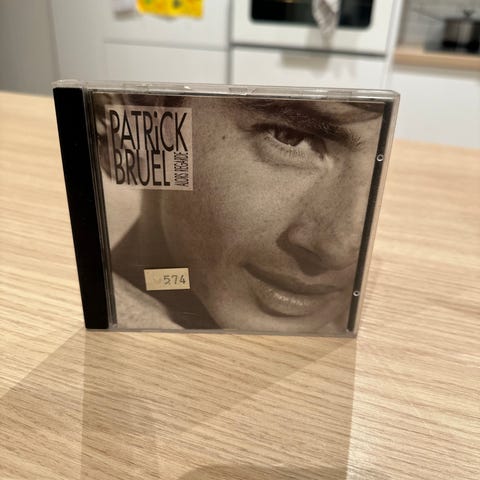 PATRiCK
BRUEL
ALORS REGARDE
574